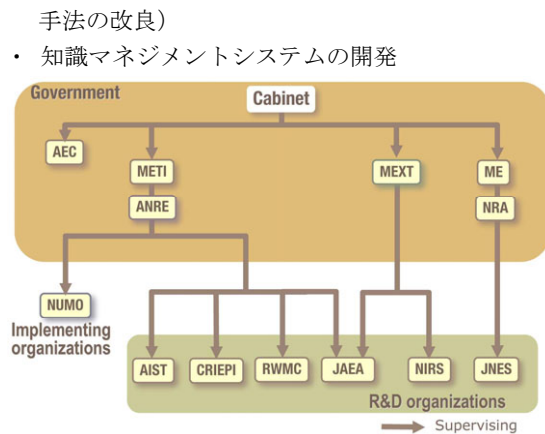 手法の改良）
・ 知識マネジメントシステムの開発
Government
Cabinet
AEC
METI
MEXT
ME
ANRE
NRA
NUMO
Implementing
organizations
AIST
CRIEPI
RWMC
JAEA
NIRS
JNES
R&D organizations
Supervising